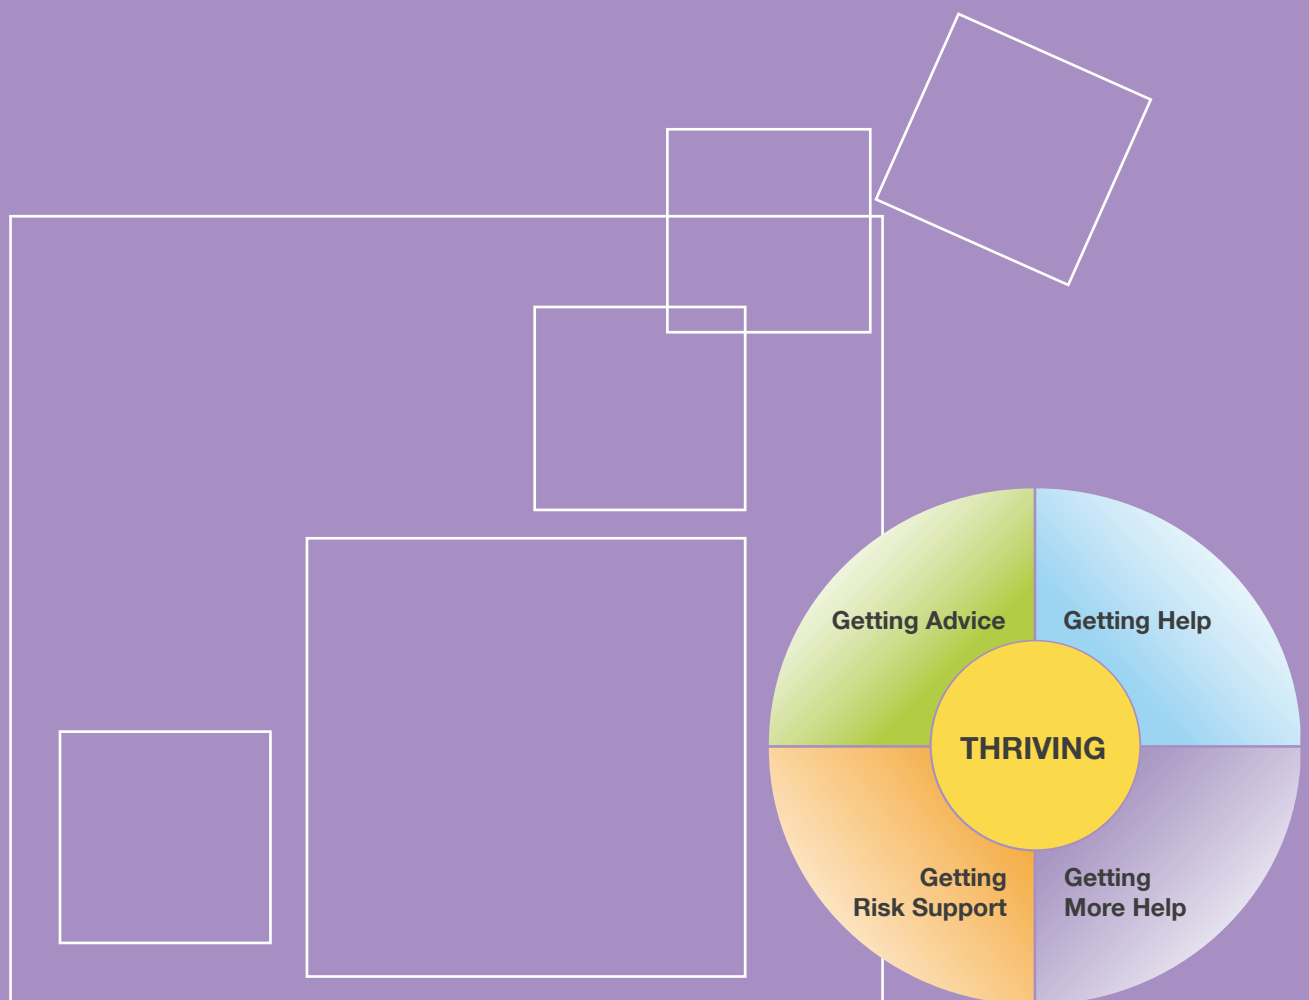 Getting Advice
Getting Help
THRIVING
Getting
Risk Support
Getting
More Help